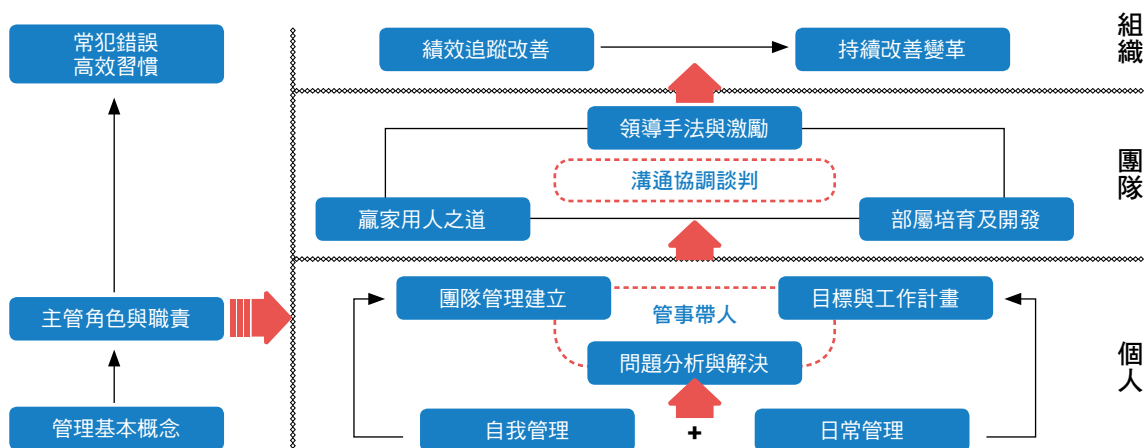 常犯錯誤
高效習慣
主管角色與職責
管理基本概念
組織
績效追蹤改善
持續改善變革
團隊
領導手法與激勵
溝通協調談判
贏家用人之道
部屬培育及開發
個人
團隊管理建立
目標與工作計畫
管事帶人
問題分析與解決
自我管理
+
日常管理